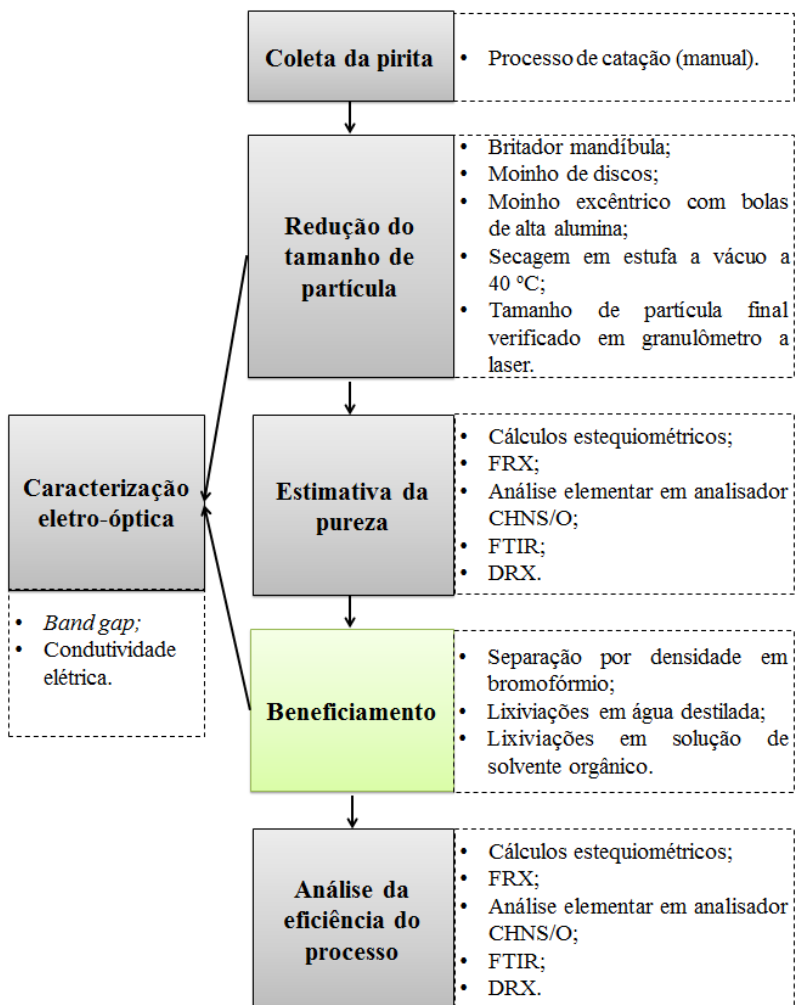 Coleta da pirita
• Processo de catação (manual).
Redução do
tamanho de
partícula
• Britador mandíbula;
• Moinho de discos;
• Moinho excêntrico com bolas
de alta alumina;
• Secagem em estufa a vácuo a
40 ºC;
• Tamanho de partícula final
verificado em granulômetro a
laser.
Caracterização
eletro-óptica
• Band gap;
• Condutividade
elétrica.
Estimativa da
pureza
• Cálculos estequiométricos;
• FRX;
• Análise elementar em analisador
CHNS/O;
• FTIR;
• DRX.
Beneficiamento
• Separação por densidade em
bromofórmio;
• Lixiviações em água destilada;
• Lixiviações em solução de
solvente orgânico.
Análise da
eficiência do
processo
• Cálculos estequiométricos;
• FRX;
• Análise elementar em analisador
CHNS/O;
• FTIR;
• DRX.